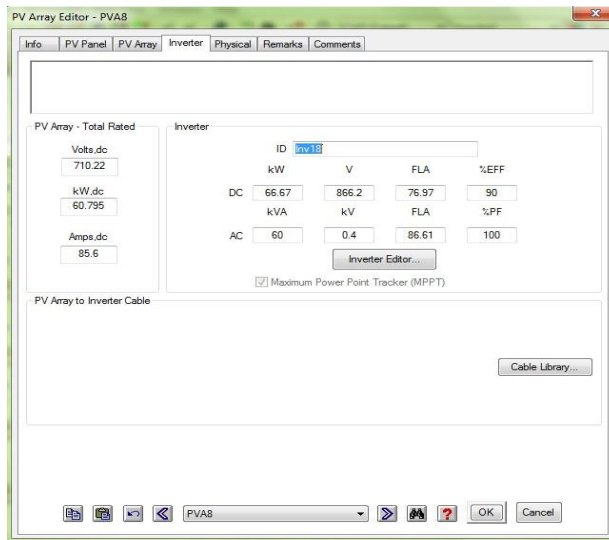 PV Array Editor - PVA8
Info PV Panel PV Array Inverter Physical Remarks Comments
PV Array - Total Rated
Volts,dc
710.22
kW,dc
60.795
Amps,dc
85.6
Inverter
ID Inv18
kW V FLA %EFF
DC 66.67 866.2 76.97 90
kVA kV FLA %PF
AC 60 0.4 86.61 100
Inverter Editor...
Maximum Power Point Tracker (MPPT)
PV Array to Inverter Cable
Cable Library...
PVA8
? OK Cancel